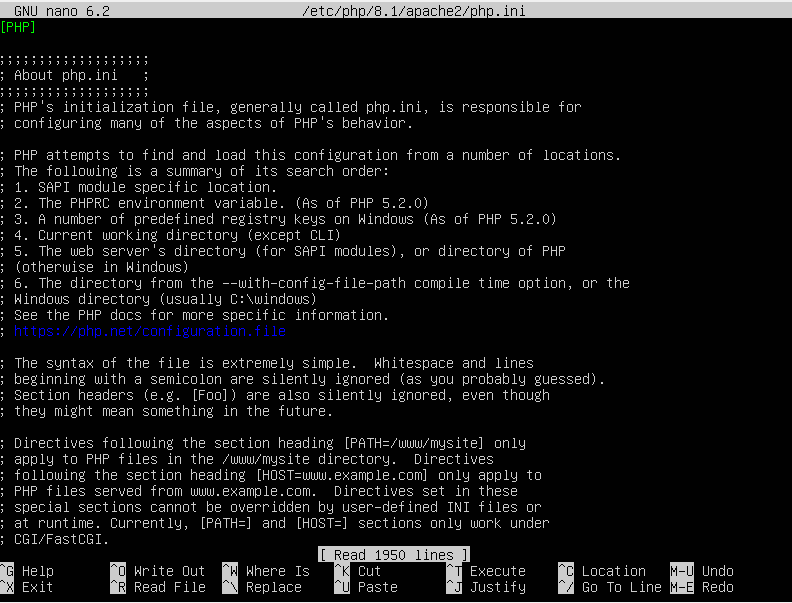 GNU nano 6.2 /etc/php/8.1/apache2/php.ini
[PHP]
;;;;;;;;;;;;;;;;;;;
; About php.ini   ;
;;;;;;;;;;;;;;;;;;;
; PHP's initialization file, generally called php.ini, is responsible for
; configuring many of the aspects of PHP's behavior.
; PHP attempts to find and load this configuration from a number of locations.
; The following is a summary of its search order:
; 1. SAPI module specific location.
; 2. The PHPRC environment variable. (As of PHP 5.2.0)
; 3. A number of predefined registry keys on Windows (As of PHP 5.2.0)
; 4. Current working directory (except CLI)
; 5. The web server's directory (for SAPI modules), or directory of PHP
; (otherwise in Windows)
; 6. The directory from the --with-config-file-path compile time option, or the
; Windows directory (usually C:\windows)
; See the PHP docs for more specific information.
; https://php.net/configuration.file
; The syntax of the file is extremely simple.  Whitespace and lines
; beginning with a semicolon are silently ignored (as you probably guessed).
; Section headers (e.g. [Foo]) are also silently ignored, even though
; they might mean something in the future.
; Directives following the section heading [PATH=/www/mysite] only
; apply to PHP files in the /www/mysite directory.  Directives
; following the section heading [HOST=www.example.com] only apply to
; PHP files served from www.example.com.  Directives set in these
; special sections cannot be overridden by user-defined INI files or
; at runtime. Currently, [PATH=] and [HOST=] sections only work under
; CGI/FastCGI.
[ Read 1950 lines ]
^G Help ^O Write Out ^W Where Is ^K Cut ^T Execute ^C Location M-U Undo
^X Exit ^R Read File ^\ Replace ^U Paste ^J Justify ^/ Go To Line M-E Redo